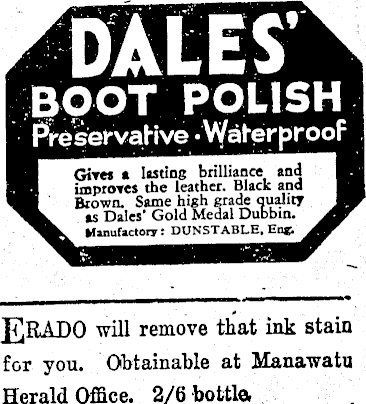 DALES'
BOOT POLISH
Preservative·Waterproof
Gives a lasting brilliance and
improves the leather. Black and
Brown. Same high grade quality
as Dales' Gold Medal Dubbin.
Manufactory: DUNSTABLE, Eng.
ERADO will remove that ink stain
for you. Obtainable at Manawatu
Herald Office. 2/6 bottle.